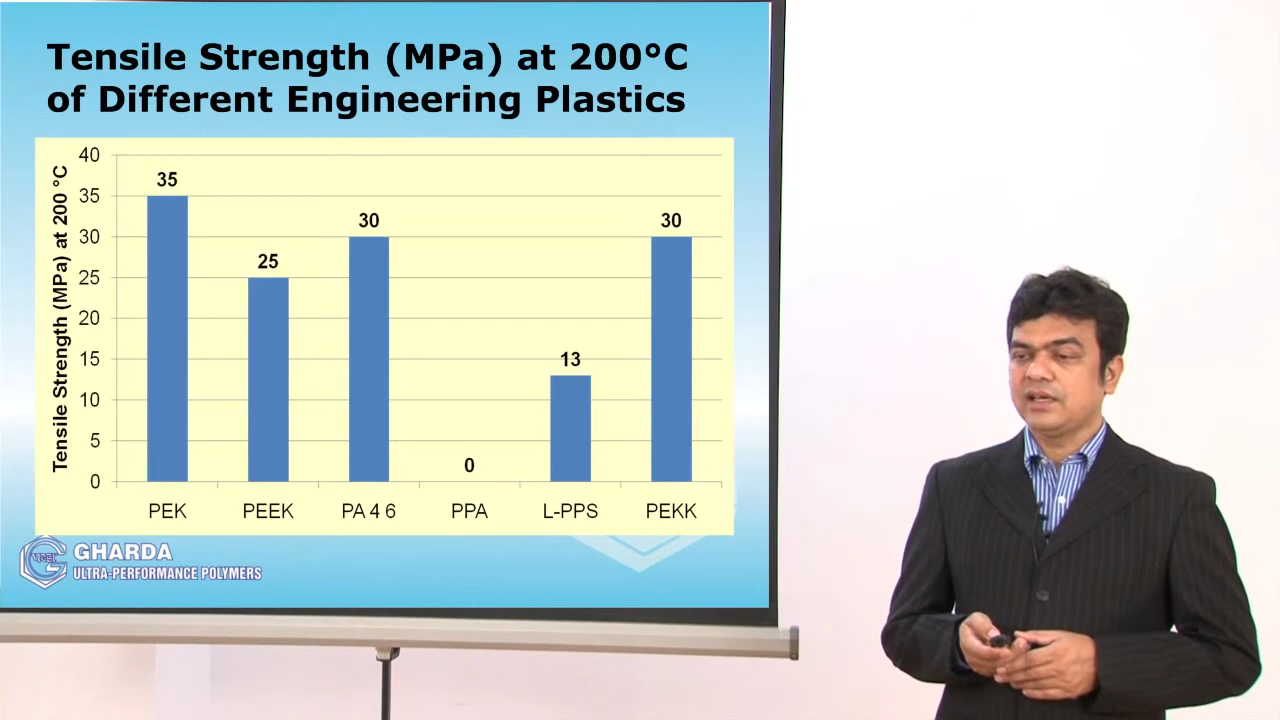 Tensile Strength (MPa) at 200°C
of Different Engineering Plastics
Tensile Strength (MPa) at 200 °C
40
35
30
25
20
15
10
5
0
35
25
30
0
13
30
PEK PEEK PA 4 6 PPA L-PPS PEKK
घरडा
GHARDA
ULTRA-PERFORMANCE POLYMERS